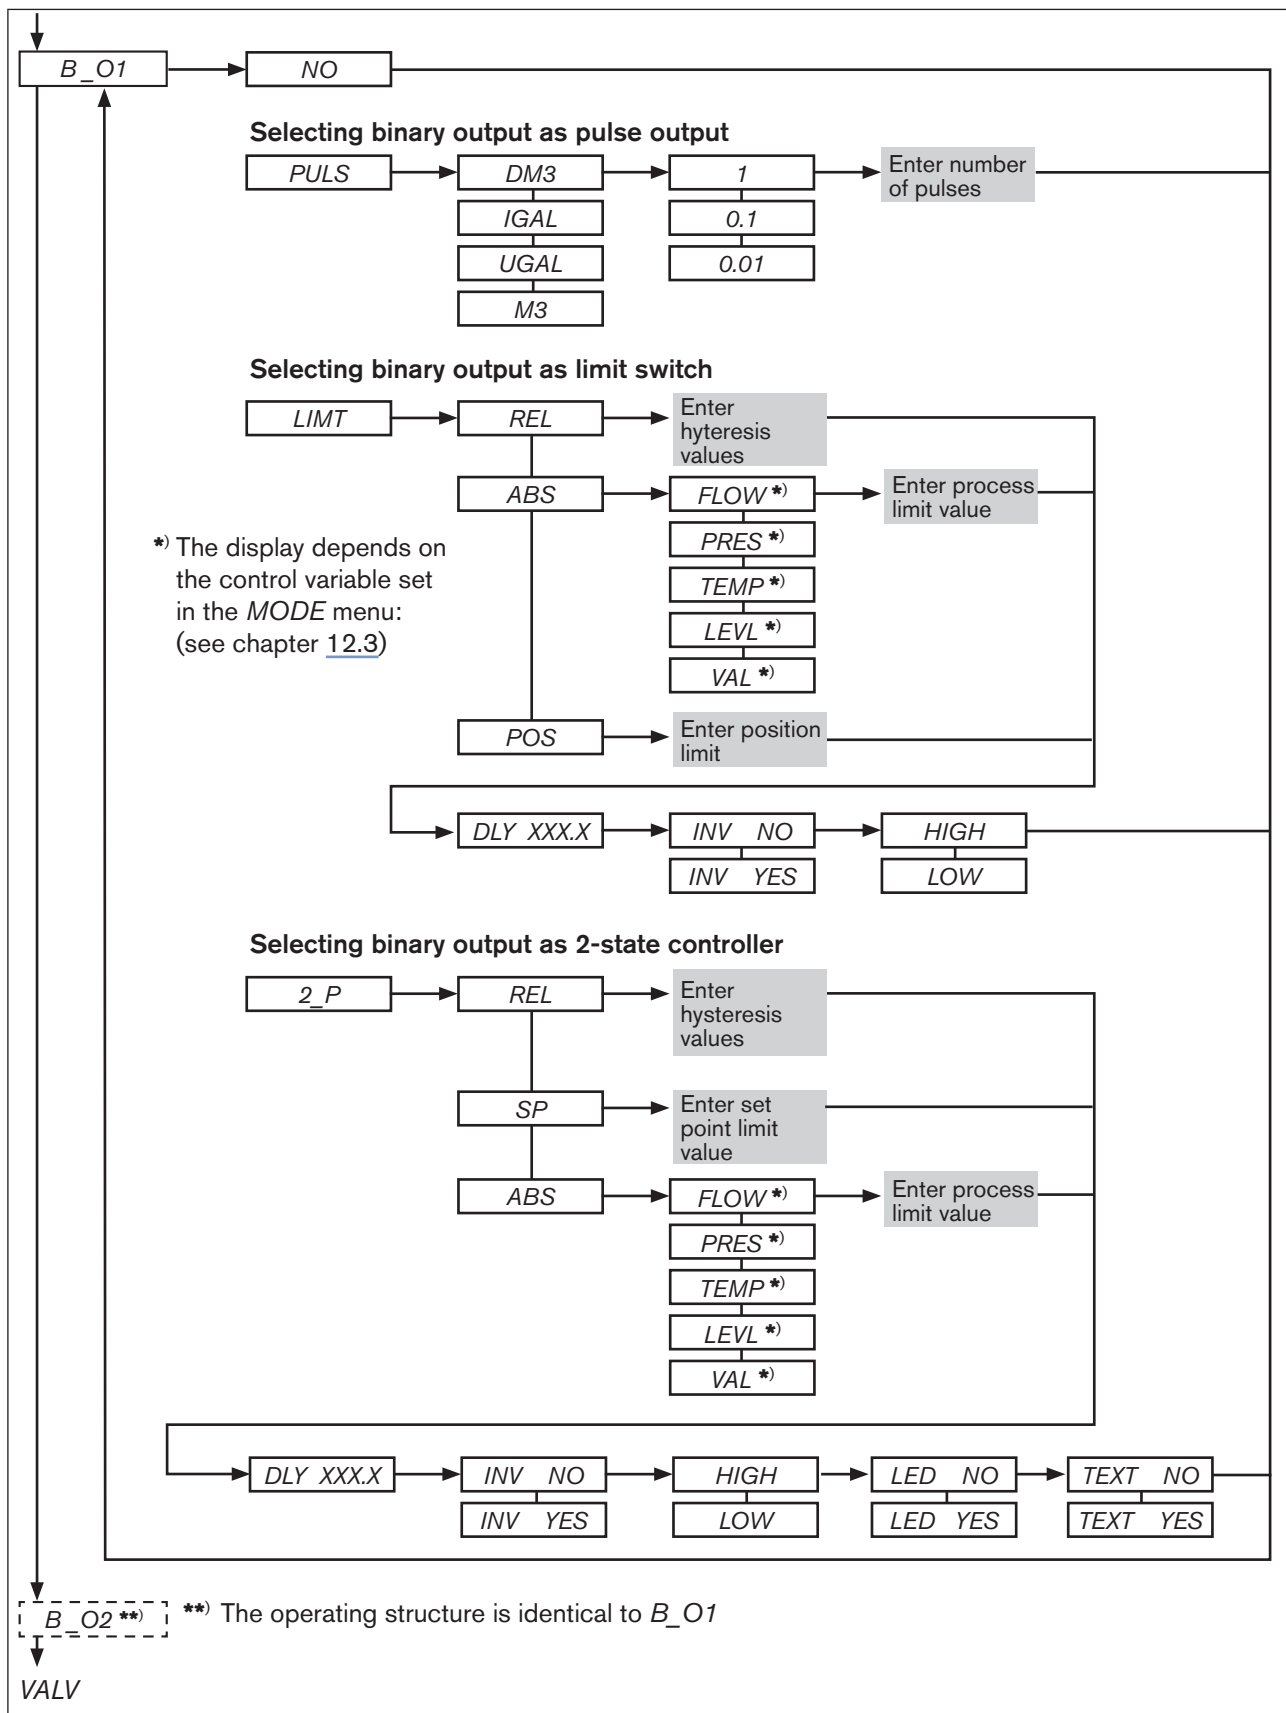 B_O1
NO
Selecting binary output as pulse output
PULS
DM3
1
Enter number
of pulses
IGAL
0.1
UGAL
0.01
M3
Selecting binary output as limit switch
LIMT
REL
Enter
hyteresis
values
ABS
FLOW *)
Enter process
limit value
PRES *)
TEMP *)
LEVL *)
VAL *)
*) The display depends on
the control variable set
in the MODE menu:
(see chapter 12.3)
POS
Enter position
limit
DLY XXX.X
INV NO
HIGH
INV YES
LOW
Selecting binary output as 2-state controller
2_P
REL
Enter
hysteresis
values
SP
Enter set
point limit
value
ABS
FLOW *)
Enter process
limit value
PRES *)
TEMP *)
LEVL *)
VAL *)
DLY XXX.X
INV NO
HIGH
LED NO
TEXT NO
INV YES
LOW
LED YES
TEXT YES
B_O2 **)
**) The operating structure is identical to B_O1
VALV